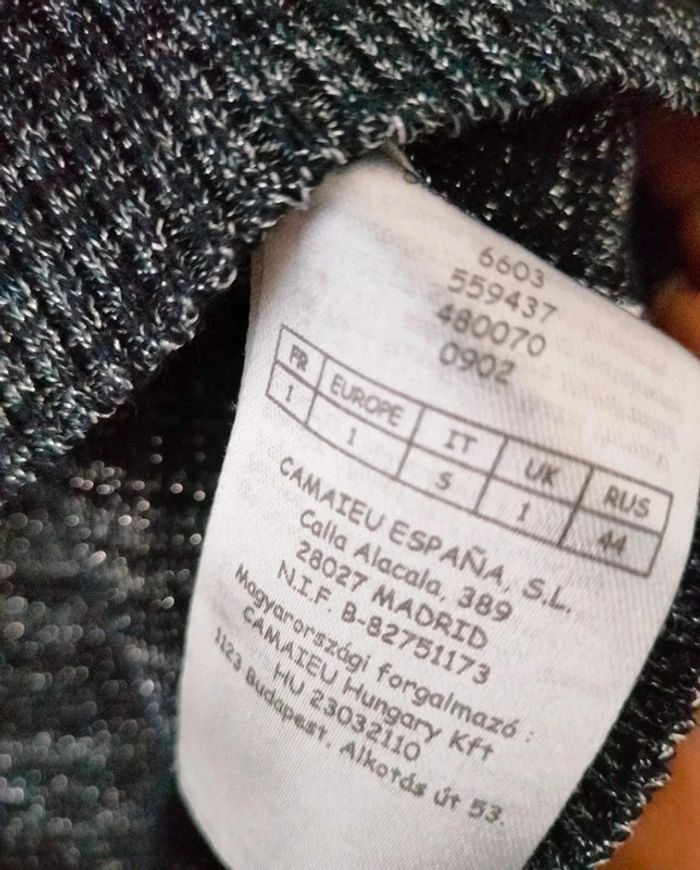 6603
559437
480070
0902
FR EUROPE IT UK RUS
1 1 S 1 44
CAMAIEU ESPAÑA, S.L.
Calla Alacala, 389
28027 MADRID
N.I.F. B-82751173
Magyarországi forgalmazó :
CAMAIEU Hungary Kft
HU 23032110
1123 Budapest. Alkotás út 53.